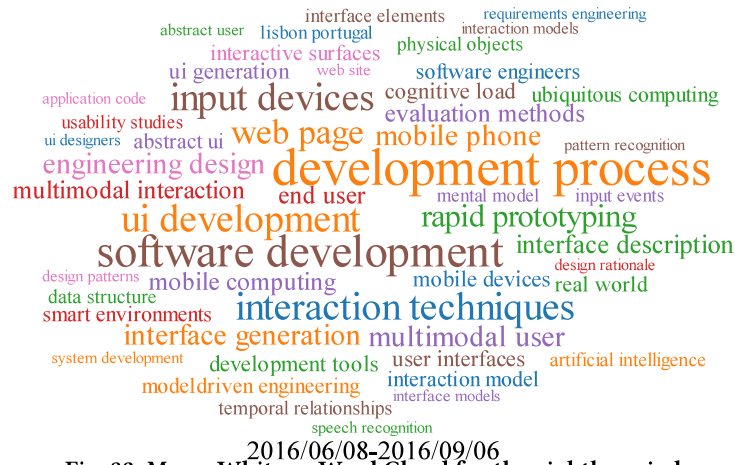 interface elements
requirements engineering
abstract user
lisbon portugal
interaction models
interactive surfaces
physical objects
ui generation
web site
software engineers
application code
input devices
cognitive load
ubiquitous computing
usability studies
evaluation methods
ui designers
abstract ui
web page
mobile phone
pattern recognition
engineering design
development process
multimodal interaction
end user
mental model
input events
ui development
rapid prototyping
software development
interface description
design patterns
mobile computing
mobile devices
design rationale
data structure
real world
smart environments
interaction techniques
interface generation
multimodal user
system development
development tools
user interfaces
artificial intelligence
modeldriven engineering
interaction model
interface models
temporal relationships
speech recognition
2016/06/08-2016/09/06
Word Cloud for the